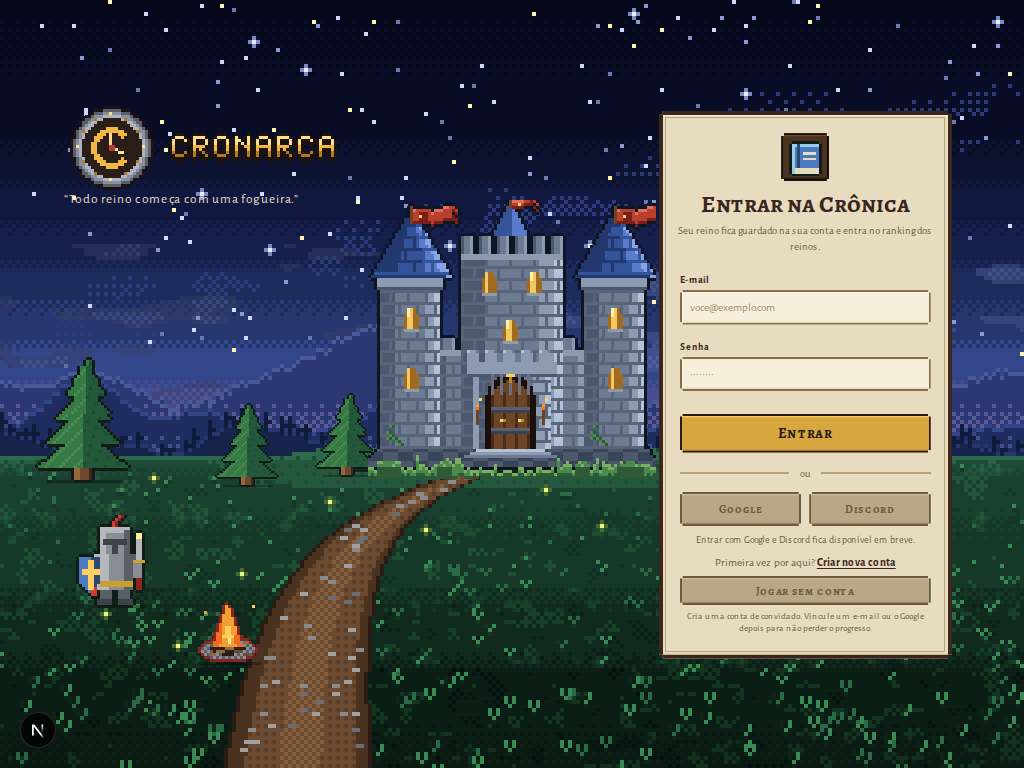 CRONARCA
"Todo reino começa com uma fogueira."
Entrar na Crônica
Seu reino fica guardado na sua conta e entra no ranking dos
reinos.
E-mail
voce@exemplo.com
Senha
········
Entrar
ou
Google
Discord
Entrar com Google e Discord fica disponível em breve.
Primeira vez por aqui? Criar nova conta
Jogar sem conta
Cria uma conta de convidado. Vincule um e-mail ou o Google
depois para não perder o progresso.
N